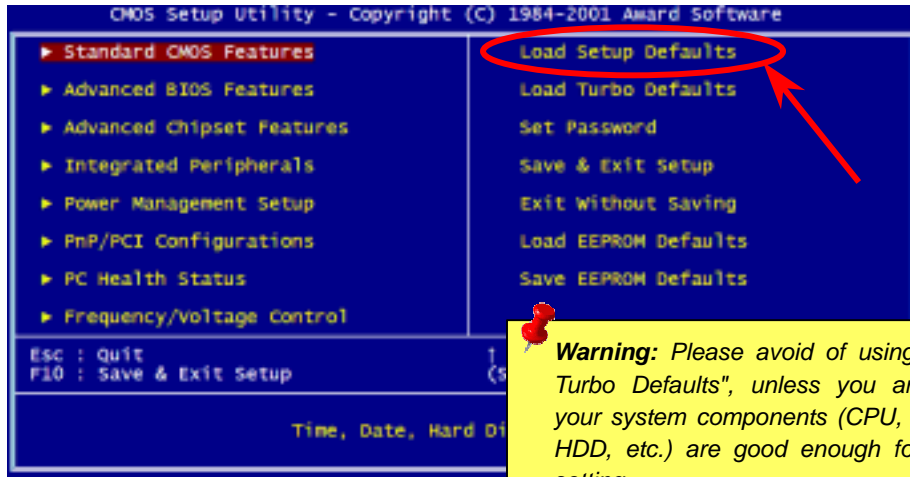 CMOS Setup Utility - Copyright (C) 1984-2001 Award Software
► Standard CMOS Features
► Advanced BIOS Features
► Advanced Chipset Features
► Integrated Peripherals
► Power Management Setup
► PnP/PCI Configurations
► PC Health Status
► Frequency/Voltage Control
Load Setup Defaults
Load Turbo Defaults
Set Password
Save & Exit Setup
Exit Without Saving
Load EEPROM Defaults
Save EEPROM Defaults
Esc : Quit
F10 : Save & Exit Setup
↑
(S
Time, Date, Hard Di
Warning: Please avoid of using
Turbo Defaults", unless you ar
your system components (CPU,
HDD, etc.) are good enough fo